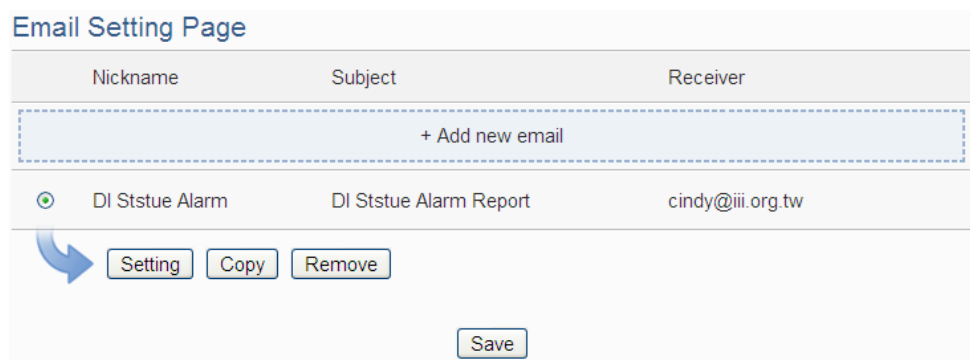 Email Setting Page
Nickname Subject Receiver
+ Add new email
DI Ststue Alarm DI Ststue Alarm Report cindy@iii.org.tw
Setting Copy Remove
Save